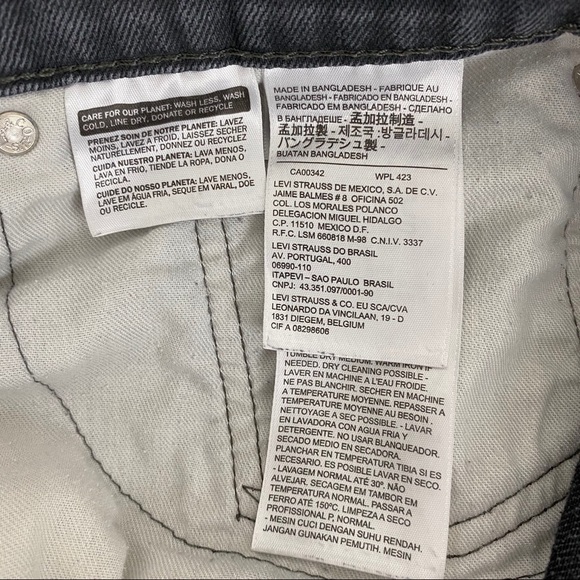 CARE FOR OUR PLANET: WASH LESS, WASH
COLD, LINE DRY, DONATE OR RECYCLE
PRENEZ SOIN DE NOTRE PLANETE: LAVEZ
MOINS, LAVEZ A FROID, LAISSEZ SECHER
NATURELLEMENT, DONNEZ OU RECYCLEZ
CUIDA NUESTRO PLANETA: LAVA MENOS,
LAVA EN FRIO, TIENDE LA ROPA, DONA O
RECICLA
CUIDE DO NOSSO PLANETA: LAVE MENOS,
LAVE EM ÁGUA FRIA, SEQUE EM VARAL, DOE
OU RECICLE.
MADE IN BANGLADESH - FABRIQUE AU
BANGLADESH - FABRICADO EN BANGLADESH -
FABRICADO EM BANGLADESH - СДЕЛАНО
В БАНГЛАДЕШЕ - 孟加拉制造 -
孟加拉製 - 제조국: 방글라데시 -
バングラデシュ製 -
BUATAN BANGLADESH
CA00342 WPL 423
LEVI STRAUSS DE MEXICO, S.A. DE C.V.
JAIME BALMES # 8 OFICINA 502
COL. LOS MORALES POLANCO
DELEGACION MIGUEL HIDALGO
C.P. 11510 MEXICO D.F.
R.F.C. LSM 660818 M-98 C.N.I.V. 3337
LEVI STRAUSS DO BRASIL
AV. PORTUGAL, 400
06990-110
ITAPEVI – SAO PAULO BRASIL
CNPJ: 43.351.097/0001-90
LEVI STRAUSS & CO. EU SCA/CVA
LEONARDO DA VINCILAAN, 19 - D
1831 DIEGEM, BELGIUM
CIF A 08298606
TUMBLE DRY MEDIUM. WARM IRON IF
NEEDED. DRY CLEANING POSSIBLE -
LAVER EN MACHINE A L'EAU FROIDE.
NE PAS BLANCHIR. SECHER EN MACHINE
A TEMPERATURE MOYENNE. REPASSER A
TEMPERATURE MOYENNE AU BESOIN.
NETTOYAGE A SEC POSSIBLE - LAVAR
EN LAVADORA CON AGUA FRIA Y
DETERGENTE. NO USAR BLANQUEADOR.
SECADO MEDIO EN SECADORA.
PLANCHAR EN TEMPERATURA TIBIA SI ES
NECESARIO. ES POSIBLE LAVAR EN SECO.
- LAVAGEM NORMAL ATÉ 30º. NÃO
ALVEJAR. SECAGEM EM TAMBOR EM
TEMPERATURA NORMAL. PASSAR A
FERRO ATÉ 150ºC. LIMPEZA A SECO
PROFISSIONAL P, NORMAL.
- MESIN CUCI DENGAN SUHU RENDAH.
JANGAN GUNAKAN PEMUTIH. MESIN